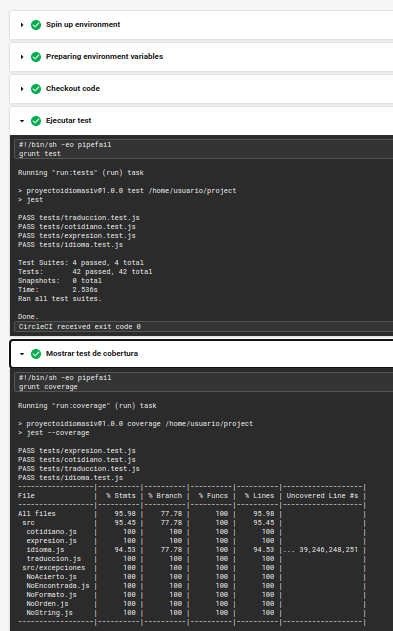 Spin up environment
Preparing environment variables
Checkout code
Ejecutar test
#!/bin/sh -eo pipefail
grunt test
Running "run:tests" (run) task
> proyectoidiomasiv@1.0.0 test /home/usuario/project
> jest
PASS tests/traduccion.test.js
PASS tests/cotidiano.test.js
PASS tests/expresion.test.js
PASS tests/idioma.test.js
Test Suites: 4 passed, 4 total
Tests:       42 passed, 42 total
Snapshots:   0 total
Time:        2.536s
Ran all test suites.
Done.
CircleCI received exit code 0
Mostrar test de cobertura
#!/bin/sh -eo pipefail
grunt coverage
Running "run:coverage" (run) task
> proyectoidiomasiv@1.0.0 coverage /home/usuario/project
> jest --coverage
PASS tests/expresion.test.js
PASS tests/cotidiano.test.js
PASS tests/traduccion.test.js
PASS tests/idioma.test.js
-------------------|----------|----------|----------|----------|-------------------|
File               |  % Stmts | % Branch |  % Funcs |  % Lines | Uncovered Line #s |
-------------------|----------|----------|----------|----------|-------------------|
All files          |    95.98 |    77.78 |      100 |    95.98 |                   |
 src               |    95.45 |    77.78 |      100 |    95.45 |                   |
  cotidiano.js     |      100 |      100 |      100 |      100 |                   |
  expresion.js     |      100 |      100 |      100 |      100 |                   |
  idioma.js        |    94.53 |    77.78 |      100 |    94.53 |... 39,246,248,251 |
  traduccion.js    |      100 |      100 |      100 |      100 |                   |
 src/excepciones   |      100 |      100 |      100 |      100 |                   |
  NoAcierto.js     |      100 |      100 |      100 |      100 |                   |
  NoEncontrada.js  |      100 |      100 |      100 |      100 |                   |
  NoFormato.js     |      100 |      100 |      100 |      100 |                   |
  NoOrden.js       |      100 |      100 |      100 |      100 |                   |
  NoString.js      |      100 |      100 |      100 |      100 |                   |
-------------------|----------|----------|----------|----------|-------------------|